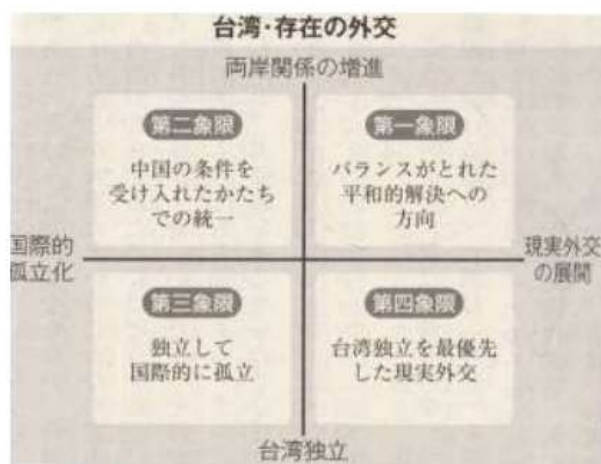 台湾・存在の外交
両岸関係の増進
第二象限
中国の条件を
受け入れたかたち
での統一
第一象限
バランスがとれた
平和的解決への
方向
国際的
孤立化
現実外交
の展開
第三象限
独立して
国際的に孤立
第四象限
台湾独立を最優先
した現実外交
台湾独立